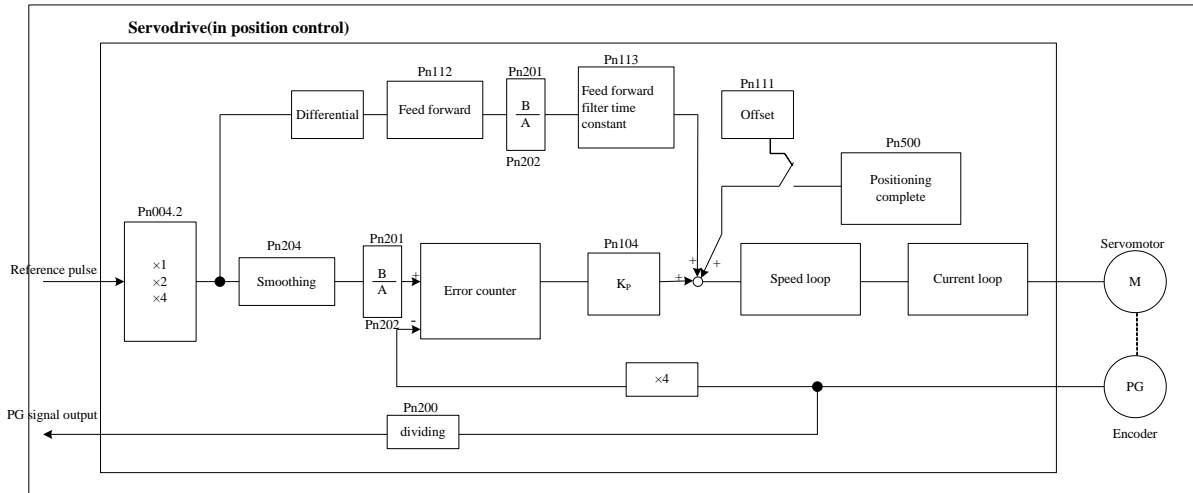 Servodrive(in position control)
Pn112
Pn201
Pn113
Pn111
Differential
Feed forward
B
A
Feed forward
filter time
constant
Offset
Pn202
Pn500
Positioning
complete
Pn004.2
Reference pulse
×1
×2
×4
Pn204
Smoothing
Pn201
B
A
Pn202
+
-
Error counter
Pn104
KP
+
+
+
Speed loop
Current loop
Servomotor
M
×4
PG
Encoder
PG signal output
Pn200
dividing